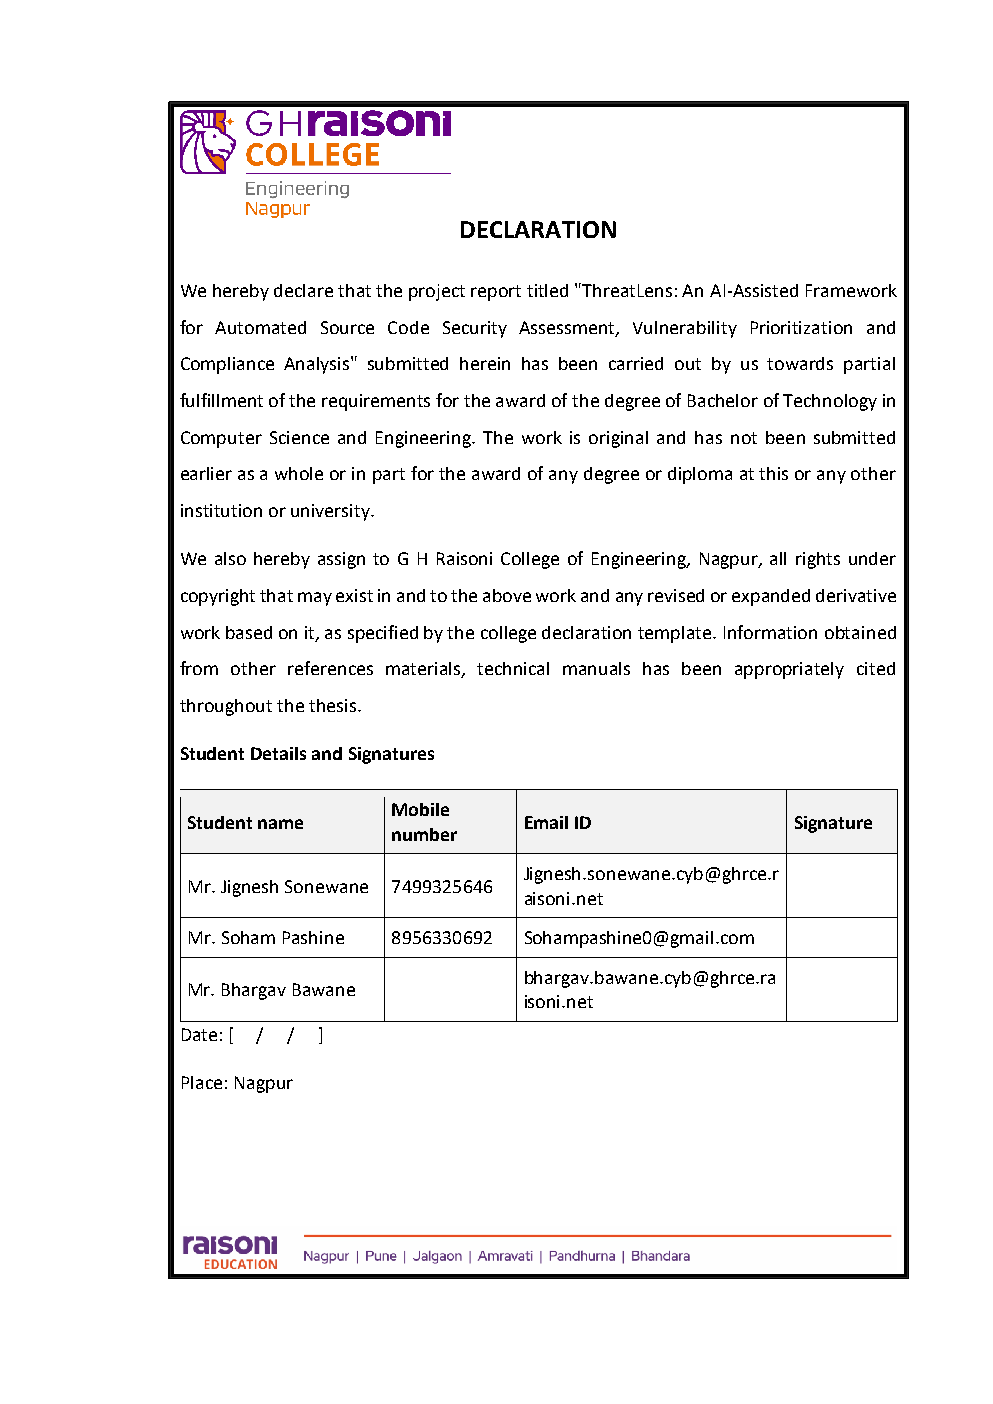 GHRAISONI
COLLEGE
Engineering
Nagpur
DECLARATION
We hereby declare that the project report titled "ThreatLens: An AI-Assisted Framework
for Automated Source Code Security Assessment, Vulnerability Prioritization and
Compliance Analysis" submitted herein has been carried out by us towards partial
fulfillment of the requirements for the award of the degree of Bachelor of Technology in
Computer Science and Engineering. The work is original and has not been submitted
earlier as a whole or in part for the award of any degree or diploma at this or any other
institution or university.
We also hereby assign to G H Raisoni College of Engineering, Nagpur, all rights under
copyright that may exist in and to the above work and any revised or expanded derivative
work based on it, as specified by the college declaration template. Information obtained
from other references materials, technical manuals has been appropriately cited
throughout the thesis.
Student Details and Signatures
Student name Mobile number Email ID Signature
Mr. Jignesh Sonewane 7499325646 Jignesh.sonewane.cyb@ghrce.r
aisoni.net
Mr. Soham Pashine 8956330692 Sohampashine0@gmail.com
Mr. Bhargav Bawane bhargav.bawane.cyb@ghrce.ra
isoni.net
Date: [ / / ]
Place: Nagpur
raisoni
EDUCATION
Nagpur | Pune | Jalgaon | Amravati | Pandhurna | Bhandara